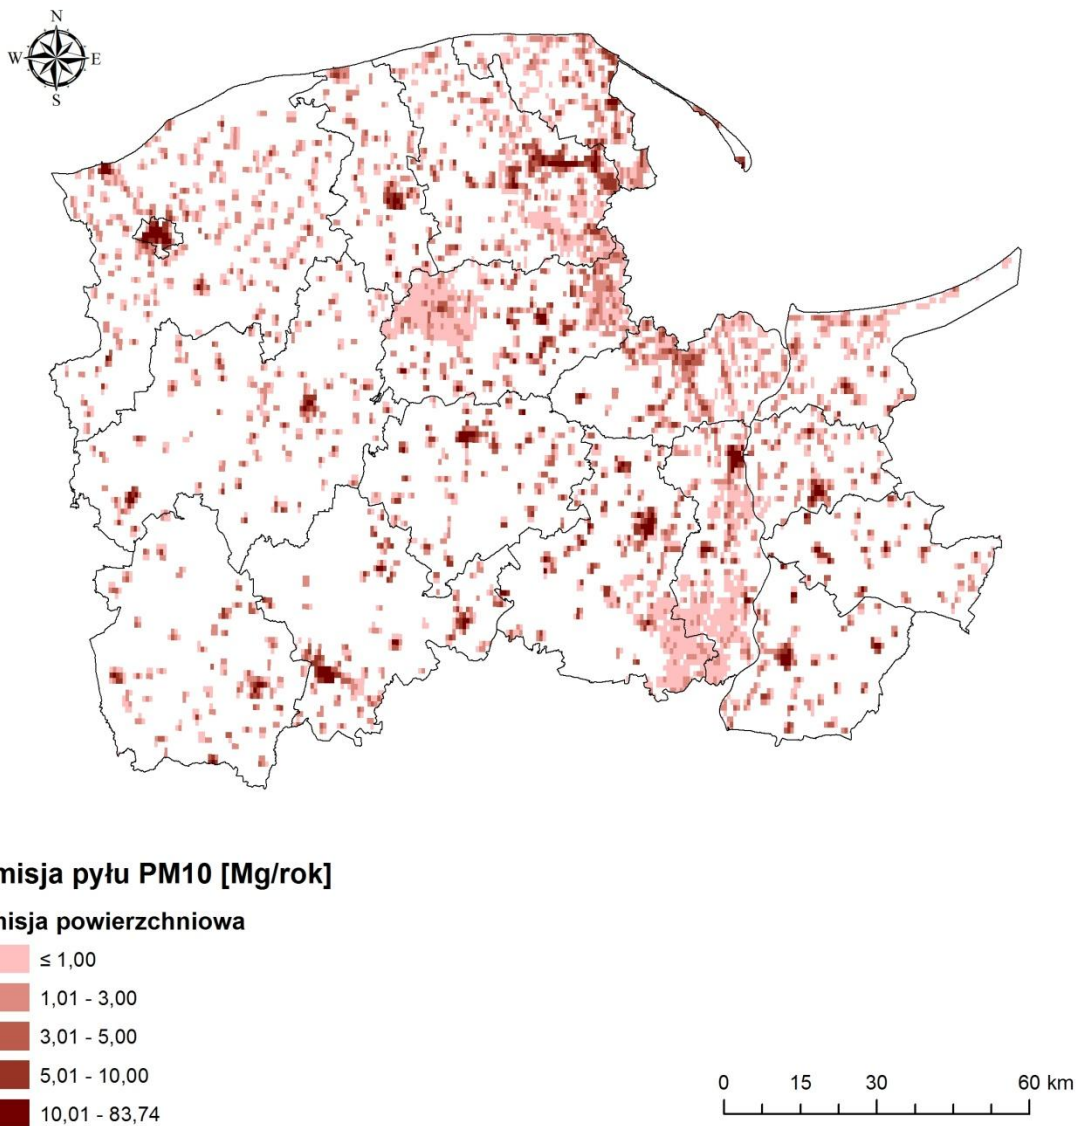 N
W E
S
misja pyłu PM10 [Mg/rok]
nisja powierzchniowa
≤ 1,00
1,01 - 3,00
3,01 - 5,00
5,01 - 10,00
10,01 - 83,74
0 15 30 60 km